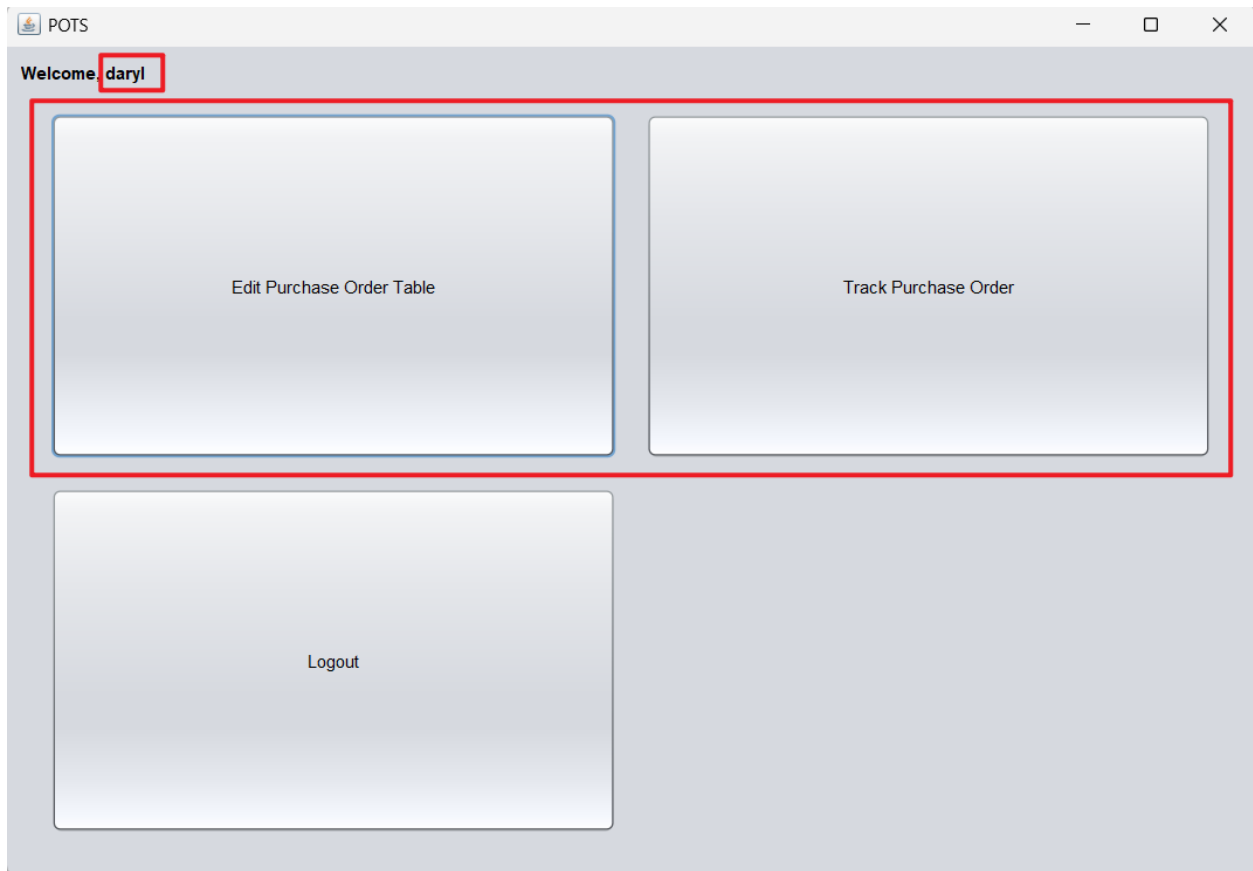 POTS
Welcome, daryl
Edit Purchase Order Table
Track Purchase Order
Logout